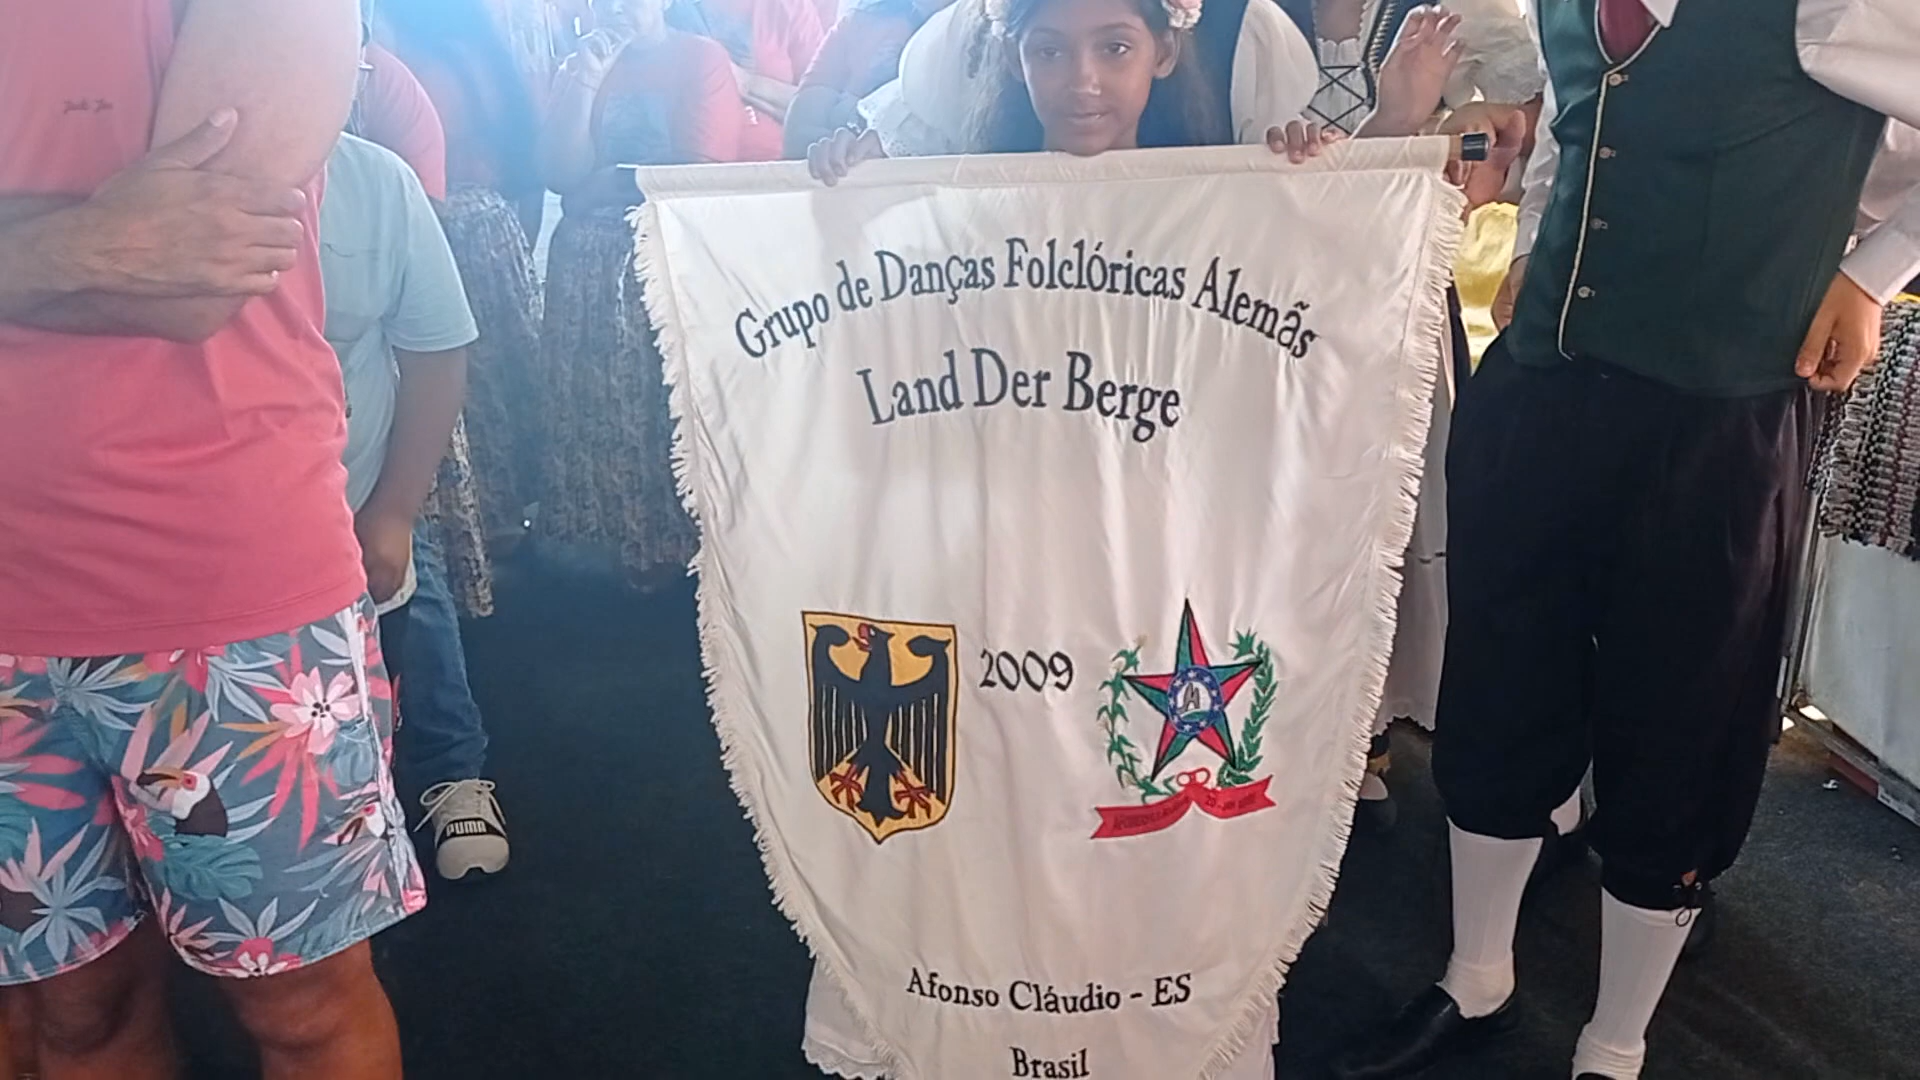 Grupo de Danças Folclóricas Alemãs
Land Der Berge
2009
Afonso Cláudio - ES
Brasil
PUMA